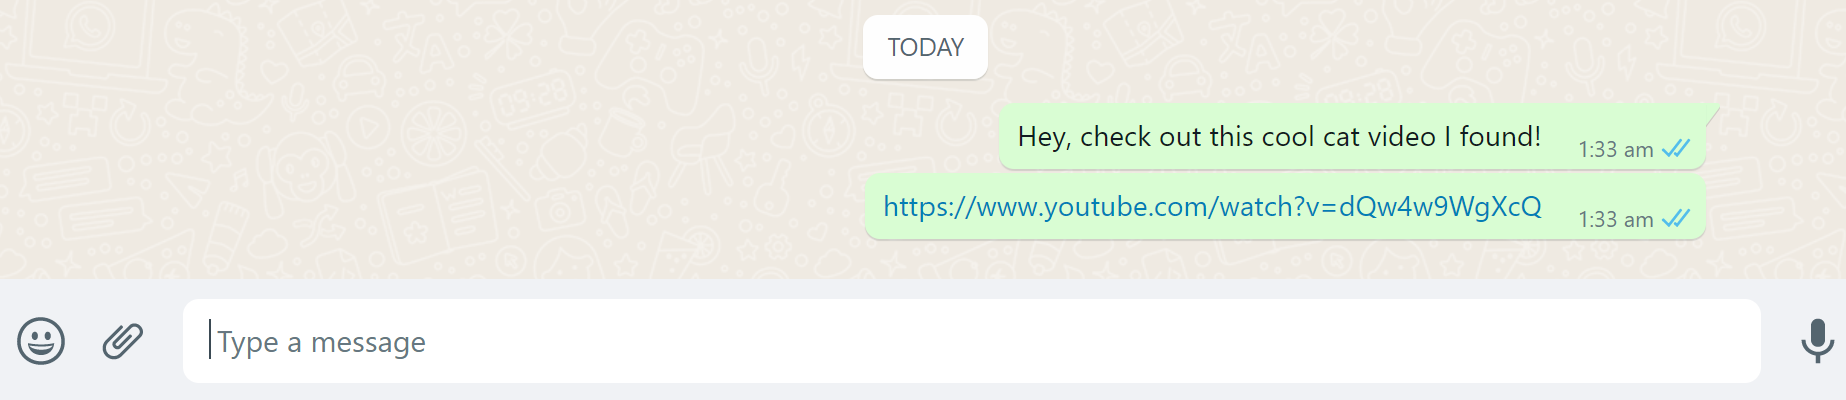 TODAY
Hey, check out this cool cat video I found!
1:33 am
https://www.youtube.com/watch?v=dQw4w9WgXcQ
1:33 am
Type a message